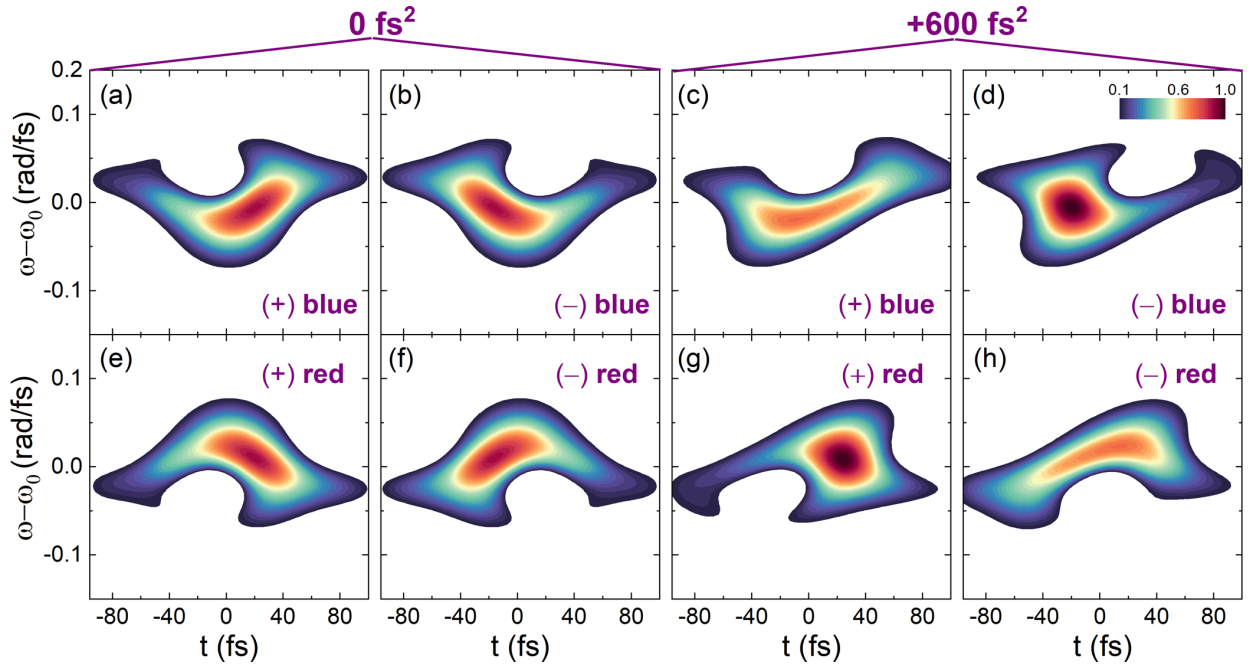 0 fs² +600 fs²
(a) (b) (c) (d)
0.1 0.6 1.0
0.2
0.1
0.0
-0.1
ω−ω₀ (rad/fs)
(+) blue (−) blue (+) blue (−) blue
(e) (f) (g) (h)
(+) red (−) red (+) red (−) red
0.1
0.0
-0.1
ω−ω₀ (rad/fs)
-80 -40 0 40 80 -80 -40 0 40 80 -80 -40 0 40 80 -80 -40 0 40 80
t (fs) t (fs) t (fs) t (fs)